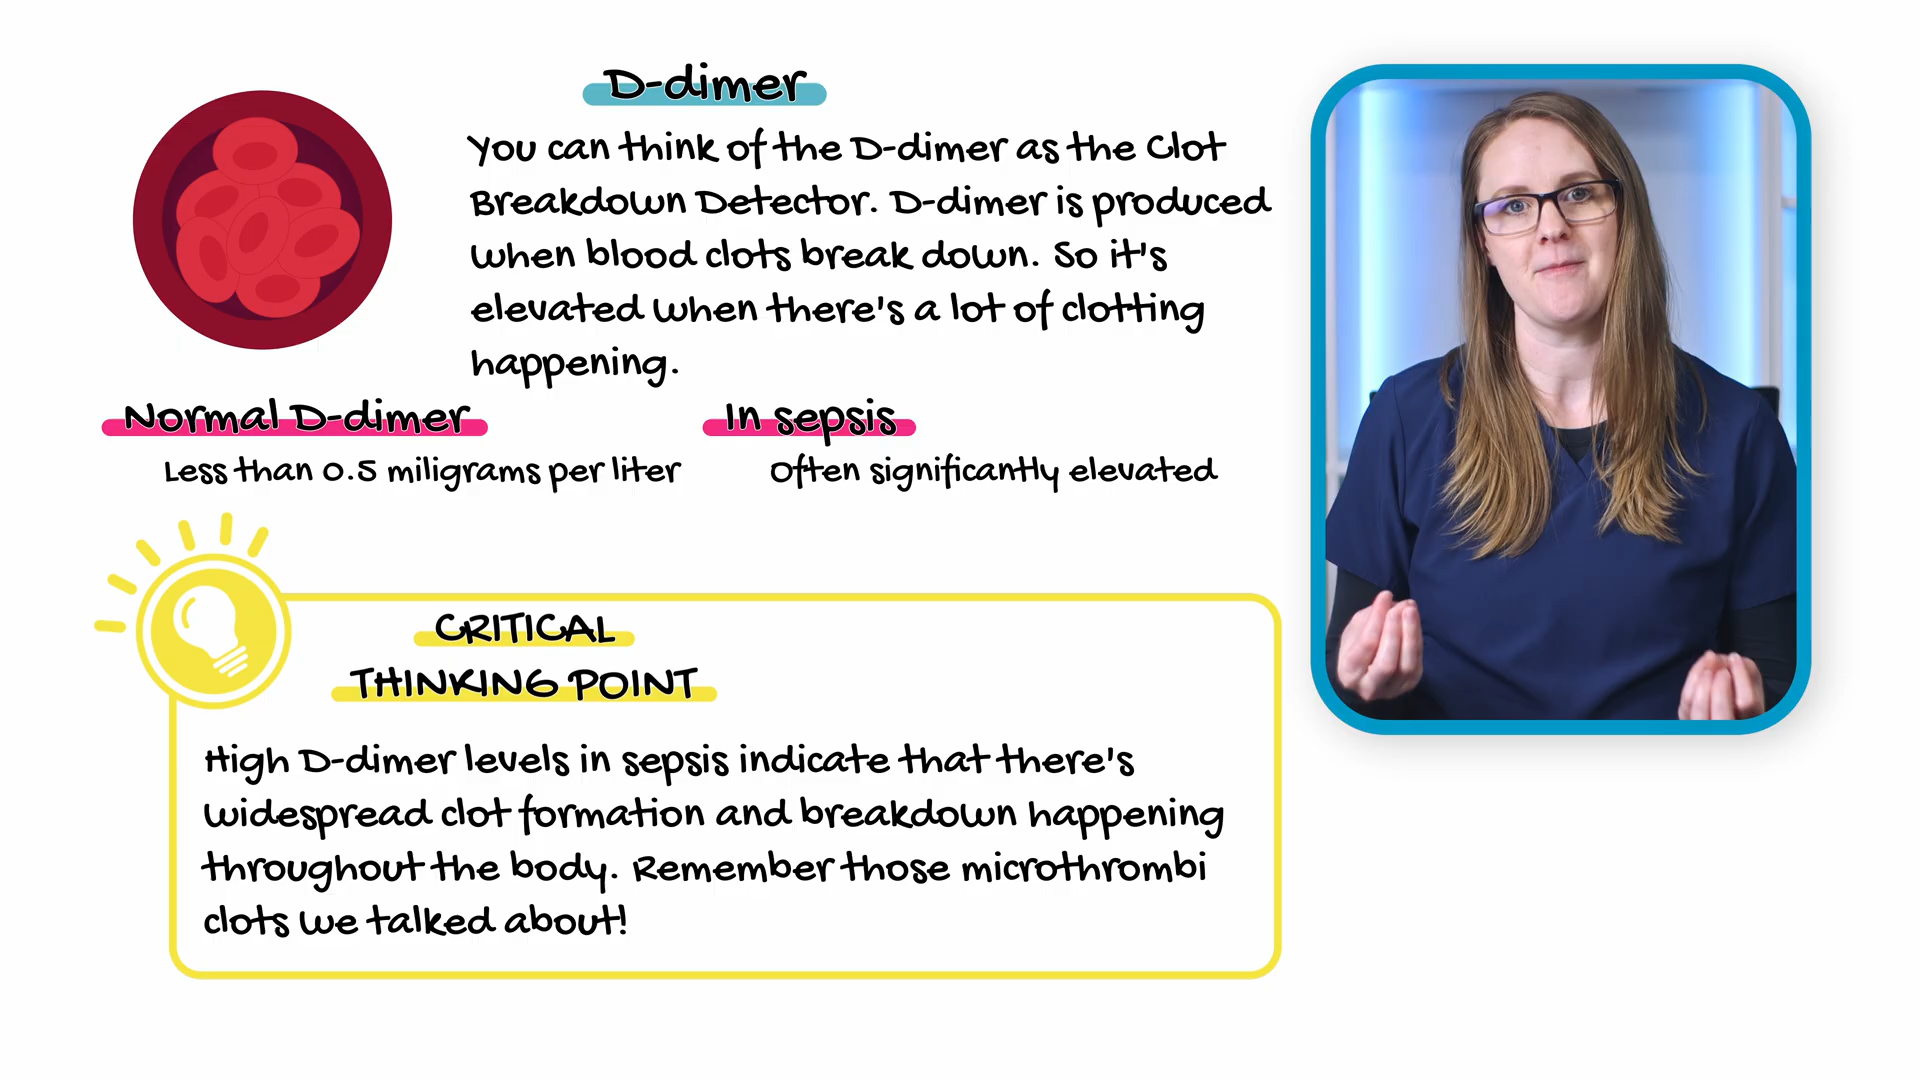 D-dimer
You can think of the D-dimer as the Clot
Breakdown Detector. D-dimer is produced
when blood clots break down. So it's
elevated when there's a lot of clotting
happening.
Normal D-dimer
Less than 0.5 miligrams per liter
In sepsis
Often significantly elevated
CRITICAL
THINKING POINT
High D-dimer levels in sepsis indicate that there's
widespread clot formation and breakdown happening
throughout the body. Remember those microthrombi
clots we talked about!